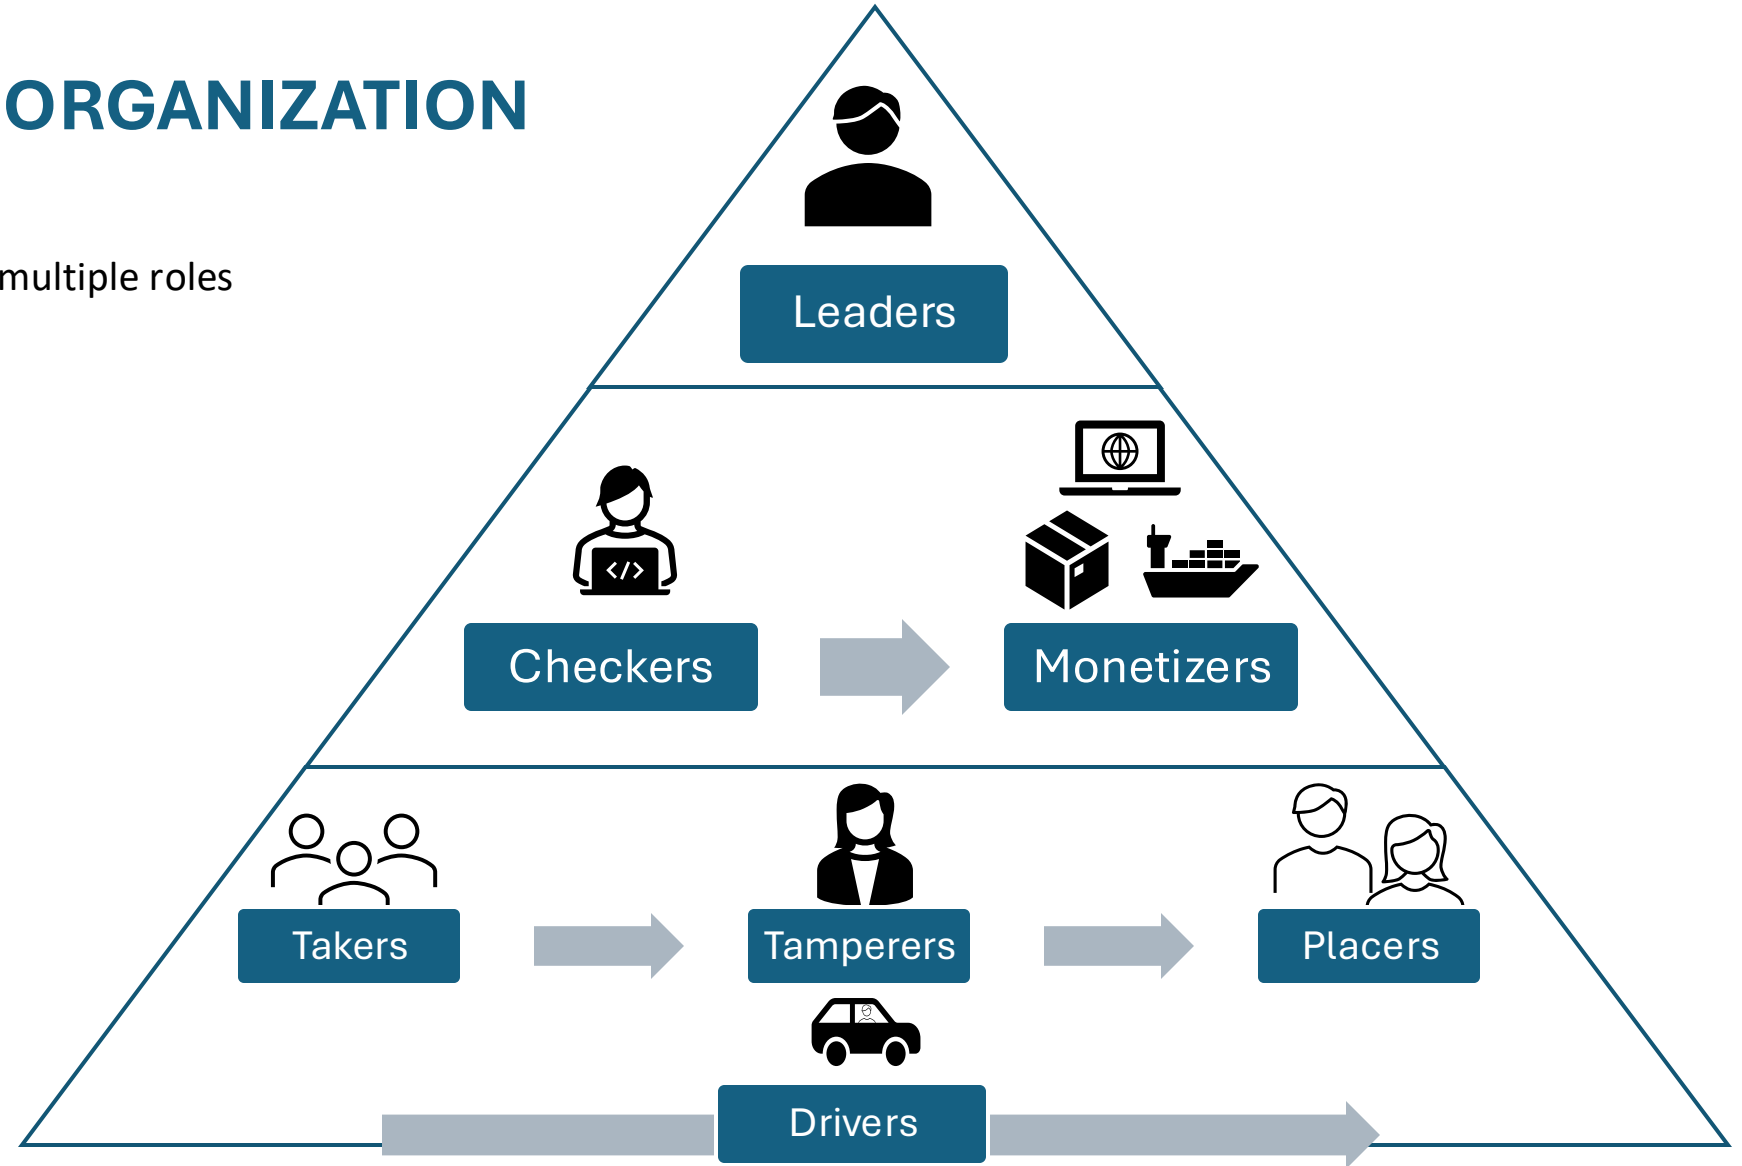 ORGANIZATION
multiple roles
Leaders
Checkers
Monetizers
Takers
Tamperers
Placers
Drivers